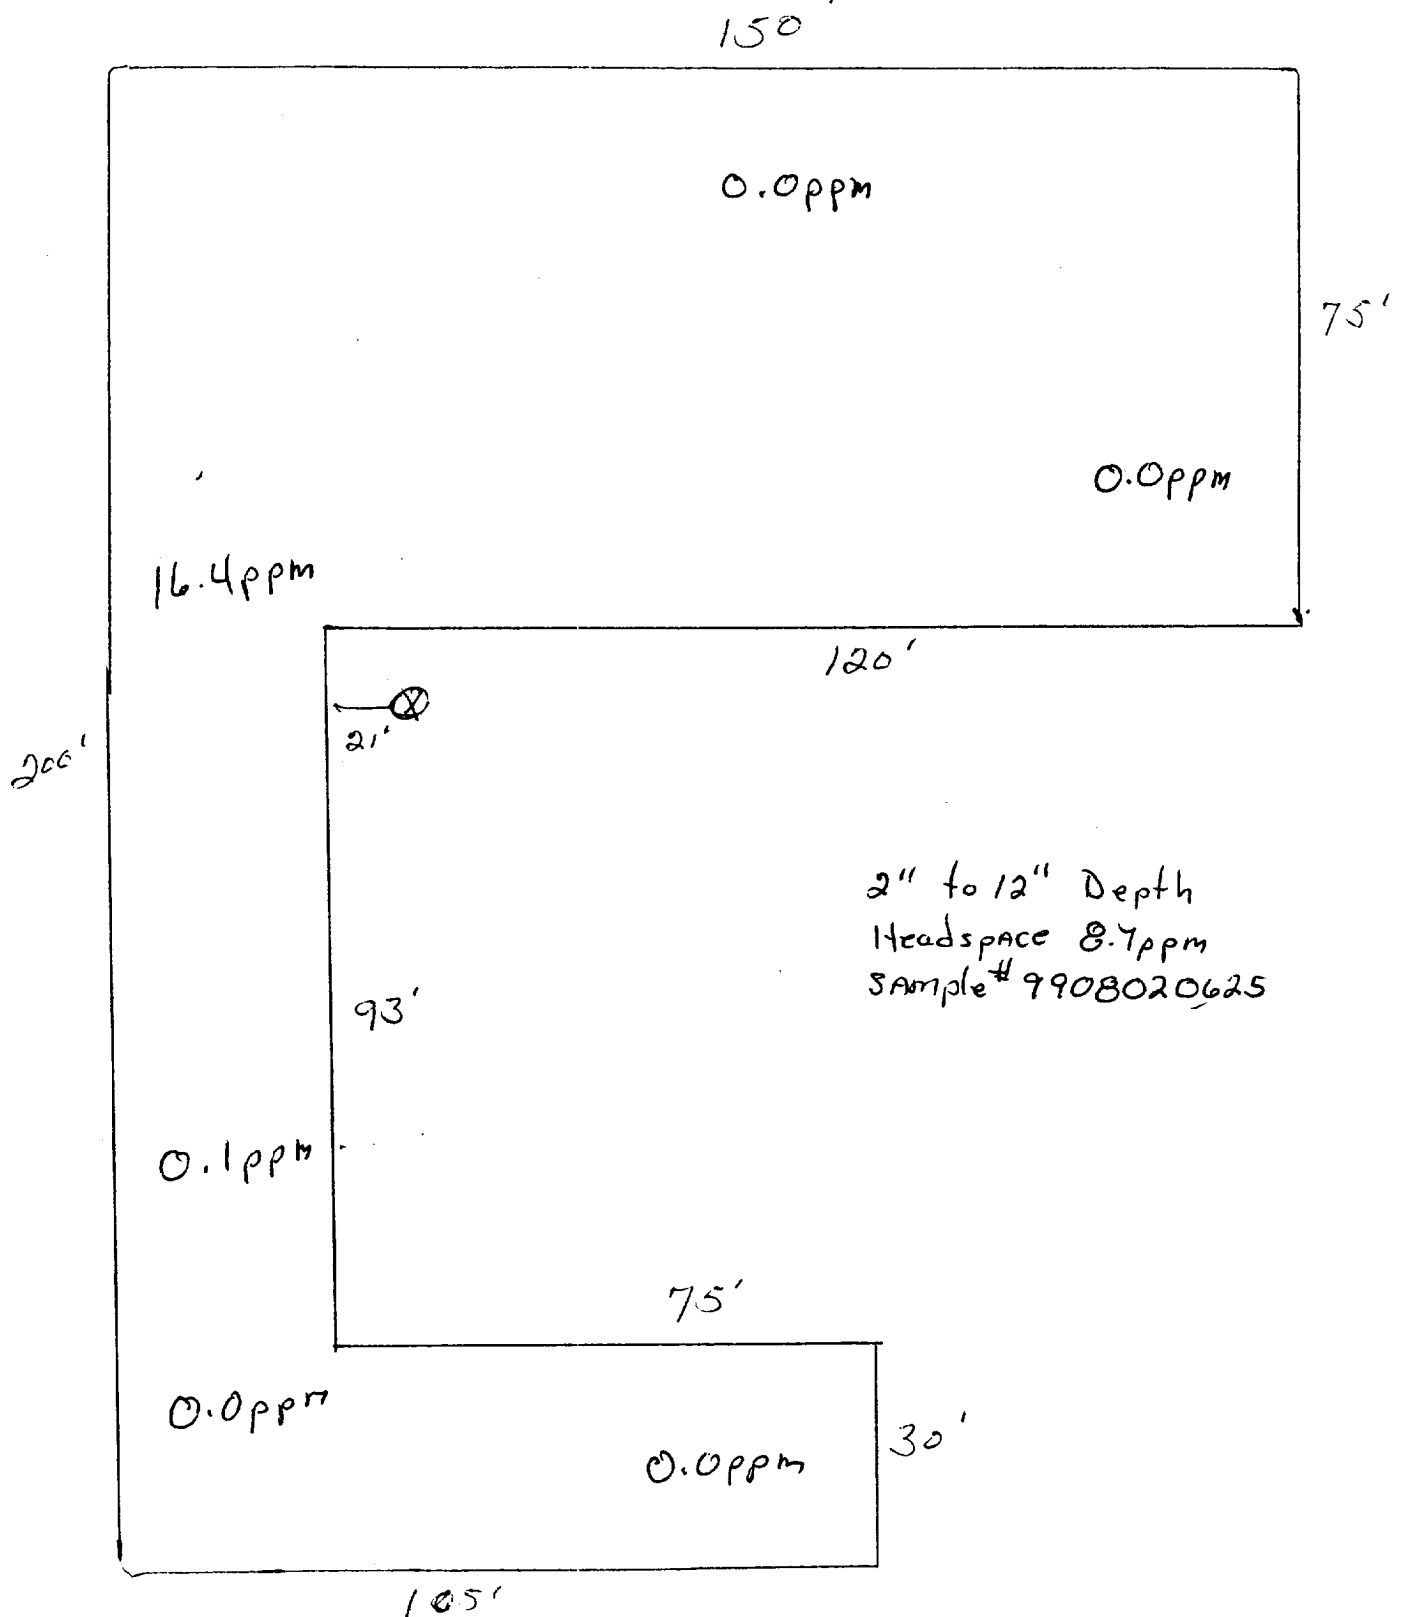 150
0.0ppm
75'
0.0ppm
16.4ppm
120'
21'
200'
2" to 12" Depth
Headspace 8.7ppm
Sample # 9908020625
93'
0.1ppm
75'
0.0ppm
30'
0.0ppm
105'